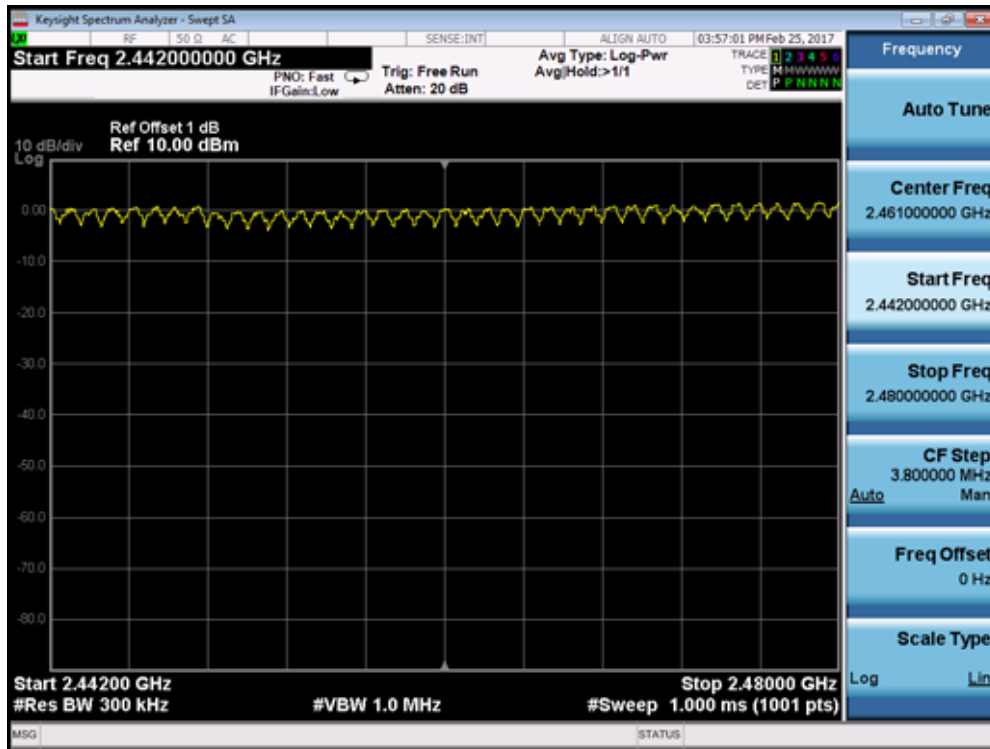 Keysight Spectrum Analyzer - Swept SA
RF 50 Ω AC SENSE:INT ALIGN AUTO 03:57:01 PM Feb 25, 2017
Start Freq 2.442000000 GHz
PNO: Fast
IFGain:Low
Trig: Free Run
Atten: 20 dB
Avg Type: Log-Pwr
Avg|Hold:>1/1
TRACE 1 2 3 4 5 6
TYPE M M W W W W W
DET P P N N N N
Ref Offset 1 dB
10 dB/div Ref 10.00 dBm
Log
0.00
-10.0
-20.0
-30.0
-40.0
-50.0
-60.0
-70.0
-80.0
Start 2.44200 GHz Stop 2.48000 GHz
#Res BW 300 kHz #VBW 1.0 MHz #Sweep 1.000 ms (1001 pts)
MSG STATUS
Frequency
Auto Tune
Center Freq
2.461000000 GHz
Start Freq
2.442000000 GHz
Stop Freq
2.480000000 GHz
CF Step
3.800000 MHz
Auto Man
Freq Offset
0 Hz
Scale Type
Log Lin